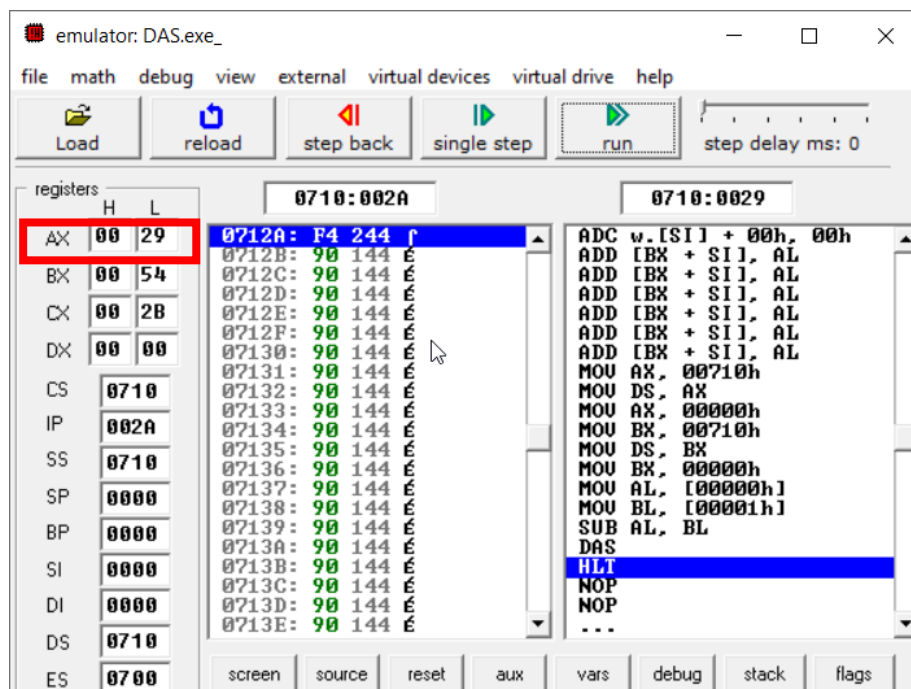 emulator: DAS.exe_
file math debug view external virtual devices virtual drive help
Load reload step back single step run step delay ms: 0
registers
H L
AX 00 29
BX 00 54
CX 00 2B
DX 00 00
CS 0710
IP 002A
SS 0710
SP 0000
BP 0000
SI 0000
DI 0000
DS 0710
ES 0700
0710:002A
0712A: F4 244 ⌠
0712B: 90 144 É
0712C: 90 144 É
0712D: 90 144 É
0712E: 90 144 É
0712F: 90 144 É
07130: 90 144 É
07131: 90 144 É
07132: 90 144 É
07133: 90 144 É
07134: 90 144 É
07135: 90 144 É
07136: 90 144 É
07137: 90 144 É
07138: 90 144 É
07139: 90 144 É
0713A: 90 144 É
0713B: 90 144 É
0713C: 90 144 É
0713D: 90 144 É
0713E: 90 144 É
0710:0029
ADC w.[SI] + 00h, 00h
ADD [BX + SI], AL
ADD [BX + SI], AL
ADD [BX + SI], AL
ADD [BX + SI], AL
ADD [BX + SI], AL
ADD [BX + SI], AL
MOV AX, 00710h
MOV DS, AX
MOV AX, 00000h
MOV BX, 00710h
MOV DS, BX
MOV BX, 00000h
MOV AL, [00000h]
MOV BL, [00001h]
SUB AL, BL
DAS
HLT
NOP
NOP
...
screen source reset aux vars debug stack flags